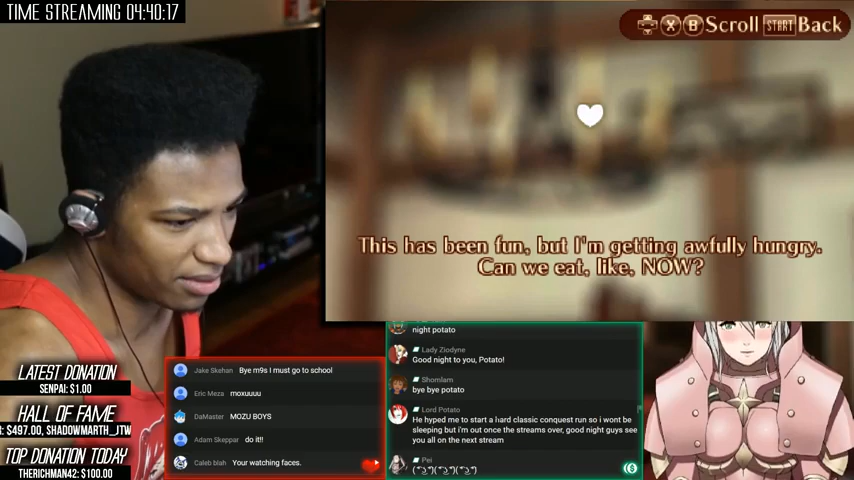 TIME STREAMING 04:40:17
X B Scroll START Back
This has been fun, but I'm getting awfully hungry.
Can we eat, like, NOW?
LATEST DONATION
SENPAI: $1.00
HALL OF FAME
: $497.00, SHADOWMARTH_JTW
TOP DONATION TODAY
THERICHMAN42: $100.00
Jake Skehan Bye m9s I must go to school
Eric Meza moxuuuu
DaMaster MOZU BOYS
Adam Skeppar do it!!
Caleb blah Your watching faces.
night potato
Lady Ziodyne
Good night to you, Potato!
Shomlam
bye bye potato
Lord Potato
He hyped me to start a hard classic conquest run so i wont be
sleeping but i'm out once the streams over, good night guys see
you all on the next stream
Pei
( ͡° ͜ʖ ͡°)( ͡° ͜ʖ ͡°)( ͡° ͜ʖ ͡°)